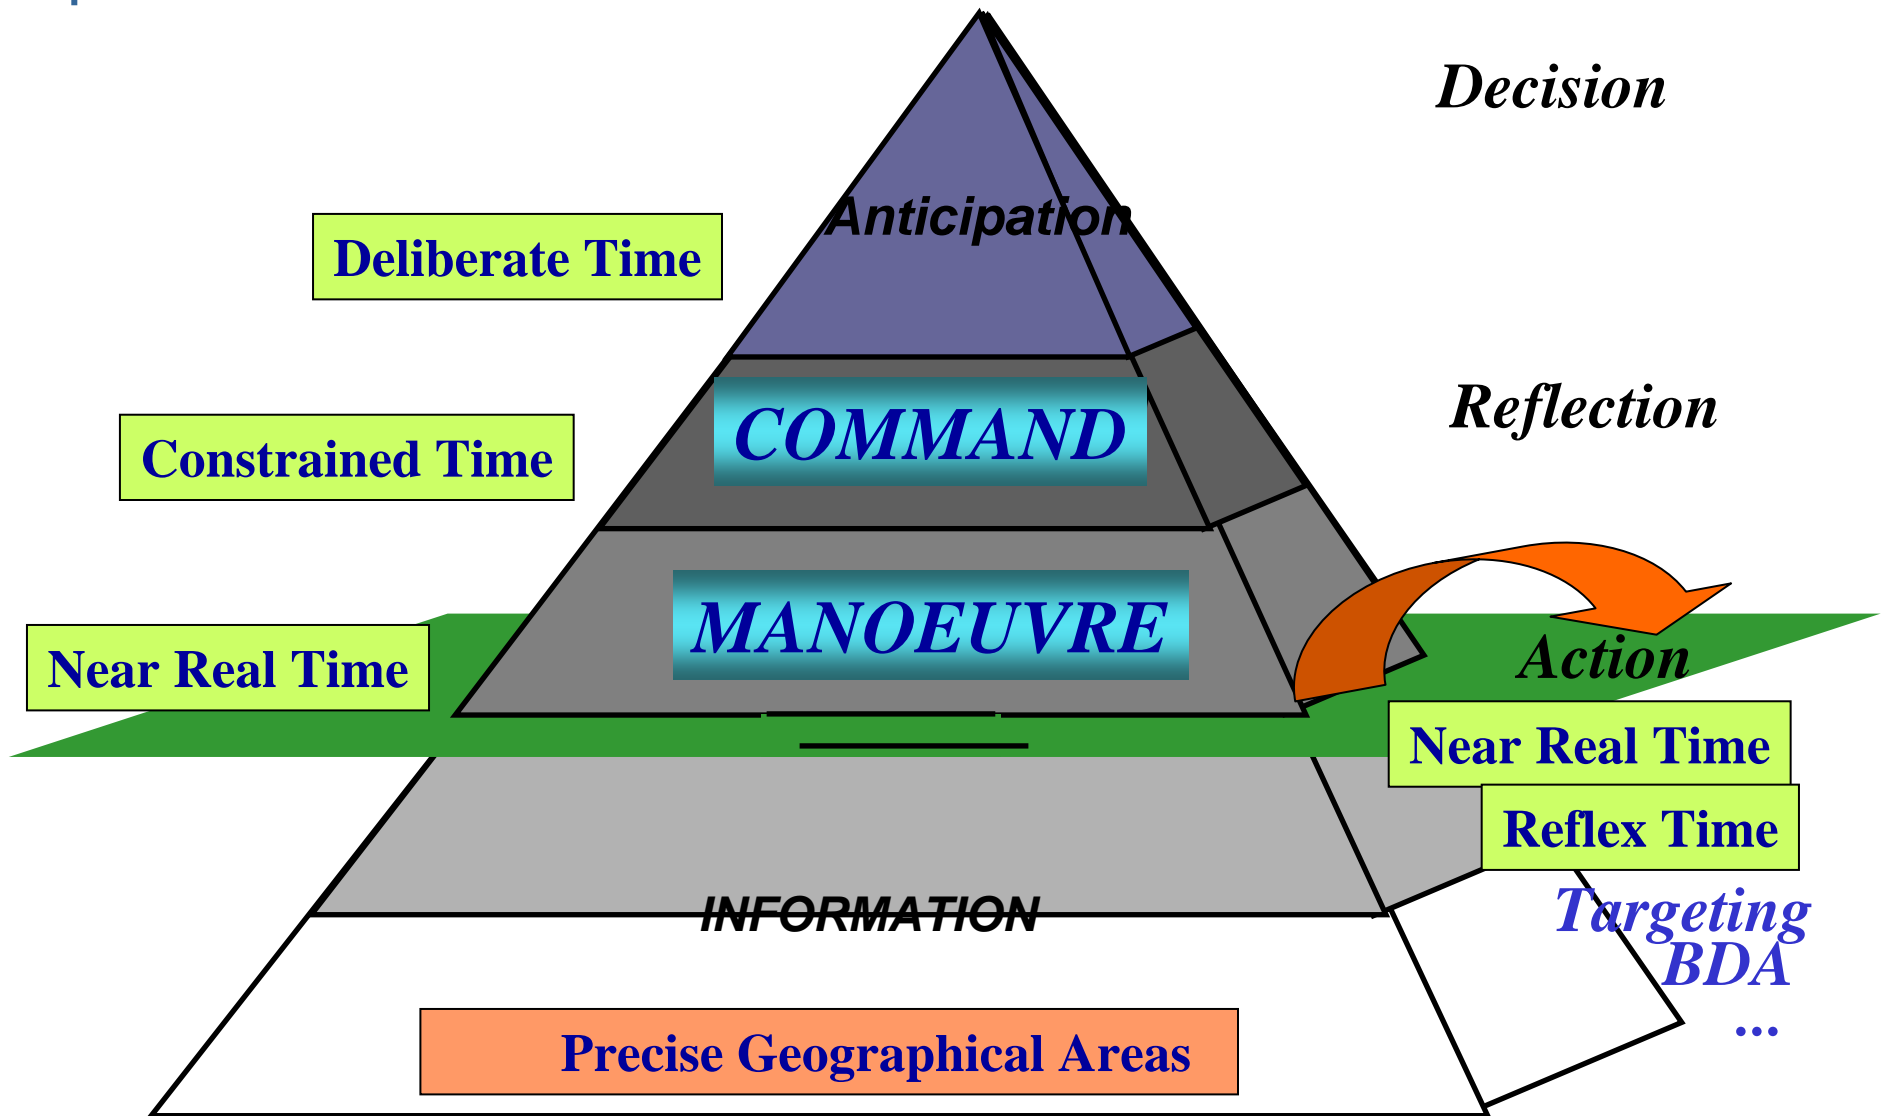 Decision
Anticipation
Deliberate Time
COMMAND
Reflection
Constrained Time
MANOEUVRE
Near Real Time
Action
Near Real Time
Reflex Time
INFORMATION
Targeting
BDA
...
Precise Geographical Areas